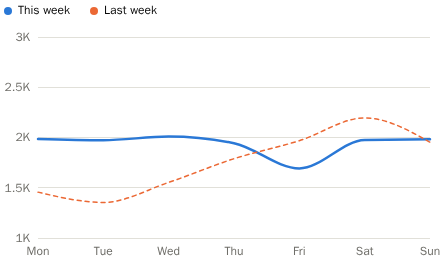 This week Last week
3K
2.5K
2K
1.5K
1K
Mon Tue Wed Thu Fri Sat Sun